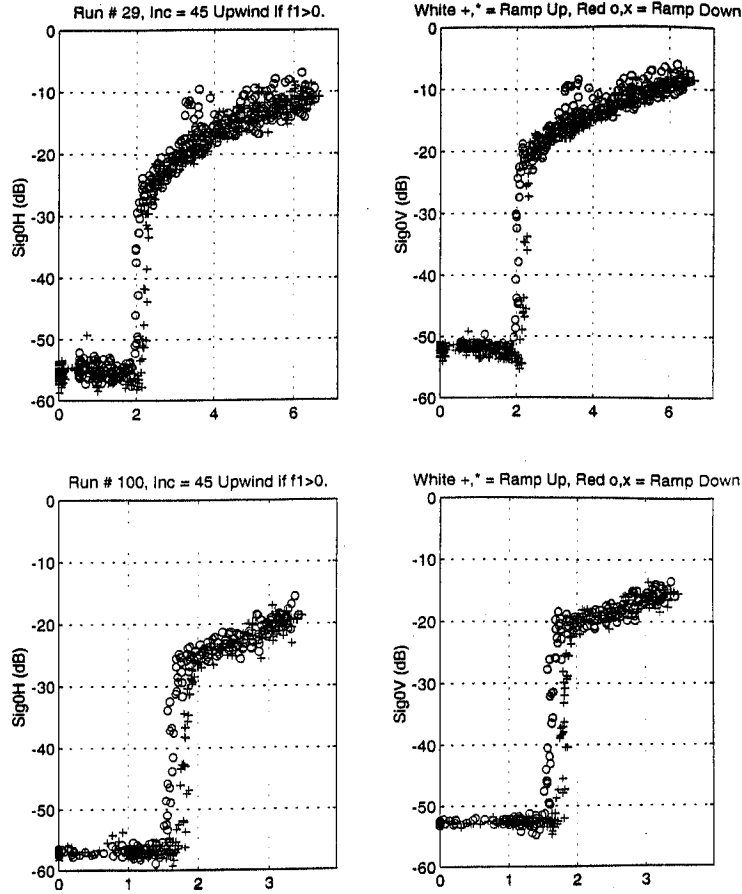 Run # 29, Inc = 45 Upwind if f1>0.
White +,* = Ramp Up, Red o,x = Ramp Down
0
-10
-20
-30
-40
-50
-60
Sig0H (dB)
0 2 4 6
0
-10
-20
-30
-40
-50
-60
Sig0V (dB)
0 2 4 6
Run # 100, Inc = 45 Upwind if f1>0.
White +,* = Ramp Up, Red o,x = Ramp Down
0
-10
-20
-30
-40
-50
-60
Sig0H (dB)
0 1 2 3
0
-10
-20
-30
-40
-50
-60
Sig0V (dB)
0 1 2 3